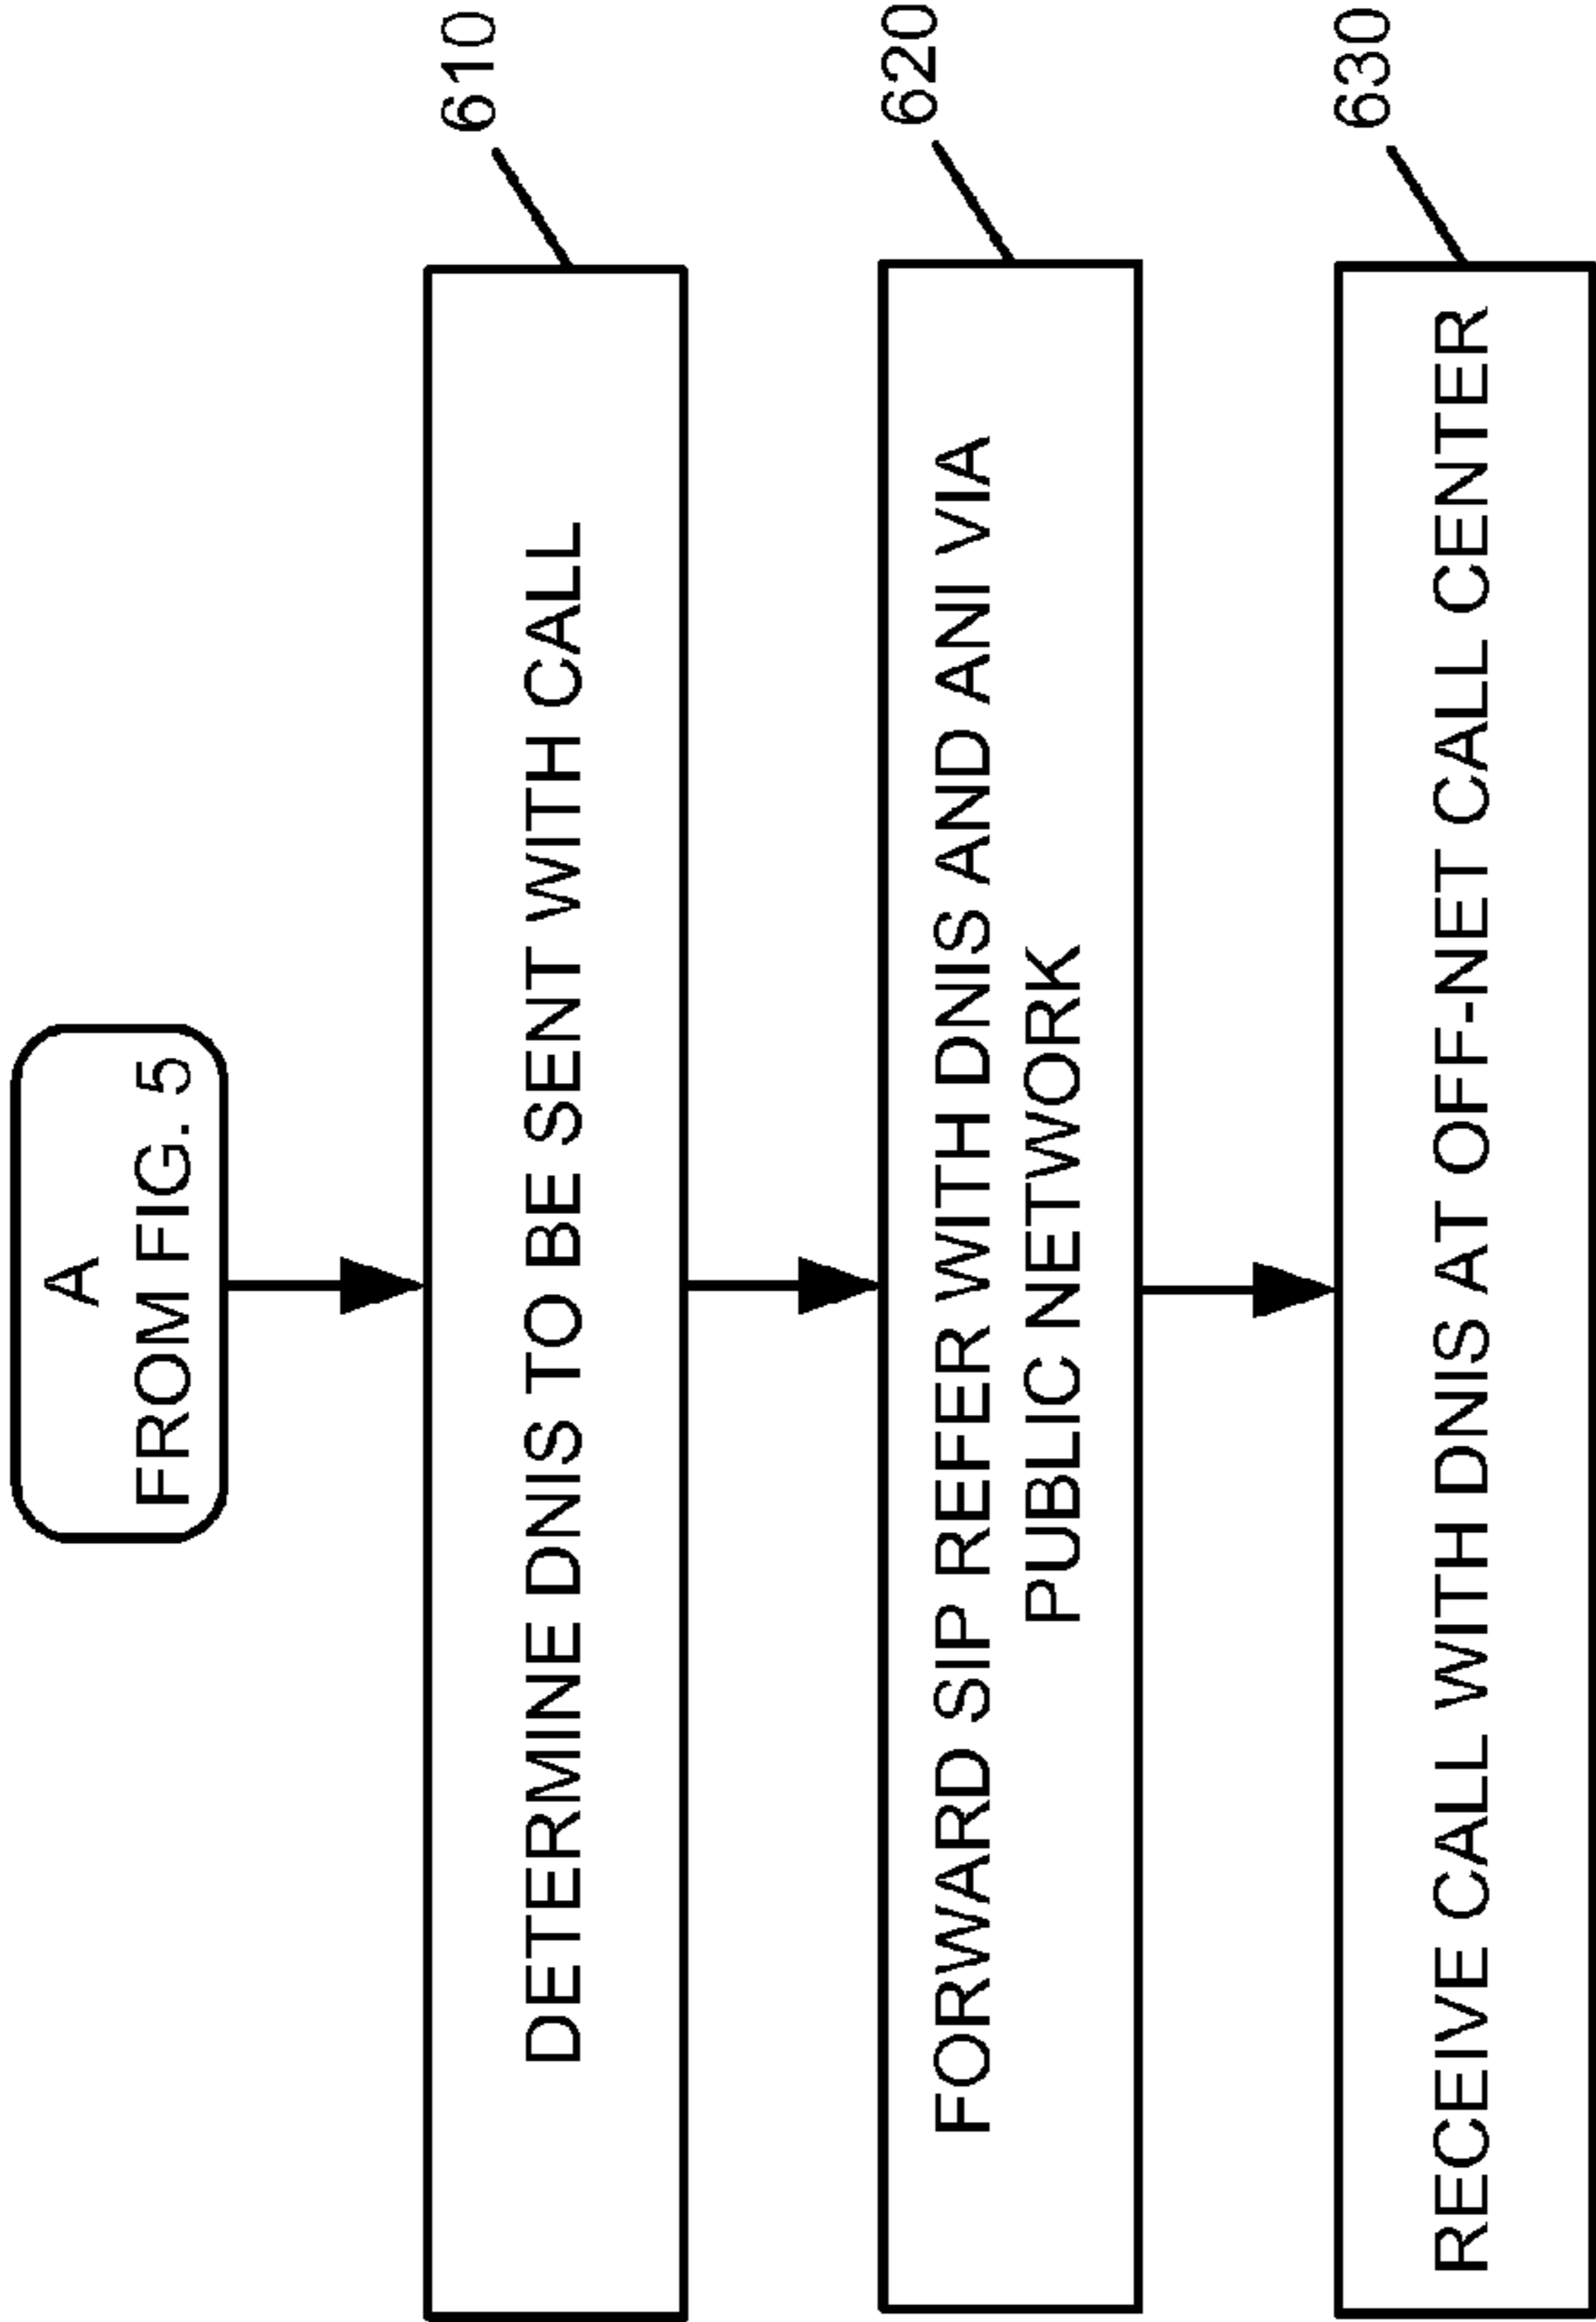 A
FROM FIG. 5
610
DETERMINE DNIS TO BE SENT WITH CALL
620
FORWARD SIP REFER WITH DNIS AND ANI VIA
PUBLIC NETWORK
630
RECEIVE CALL WITH DNIS AT OFF-NET CALL CENTER